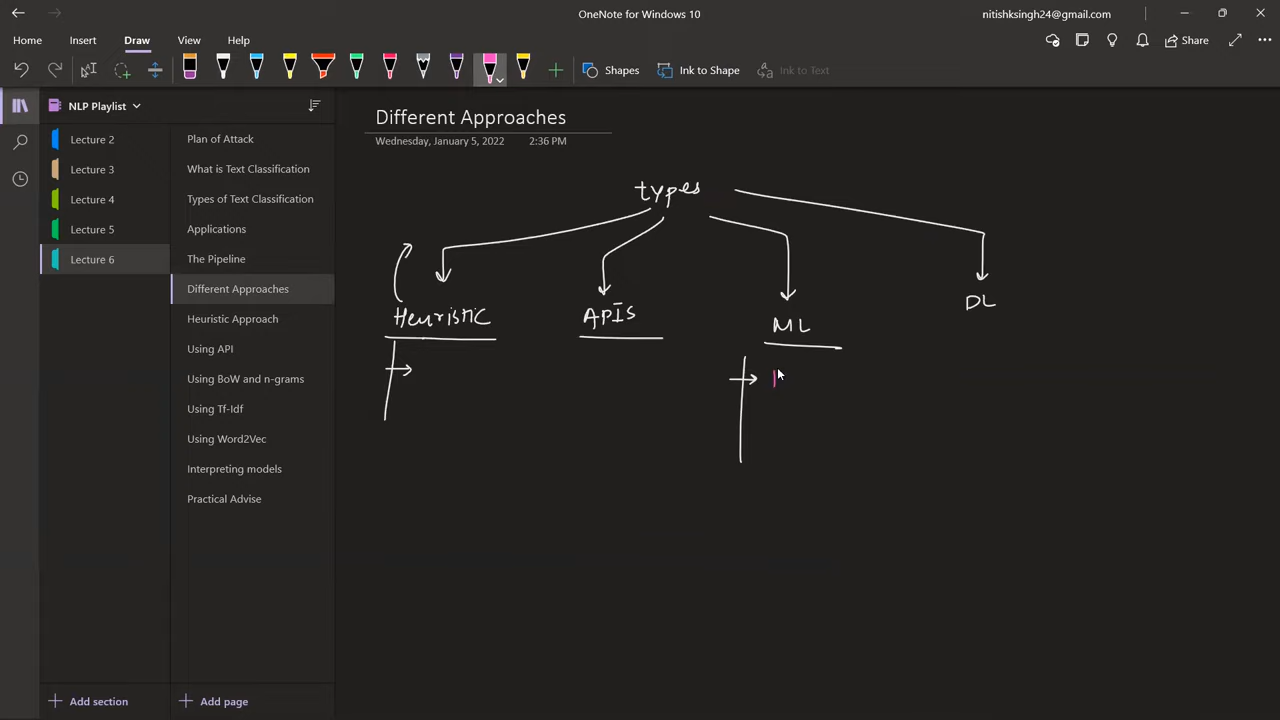 OneNote for Windows 10
nitishksingh24@gmail.com
Home Insert Draw View Help
Share
Shapes Ink to Shape Ink to Text
NLP Playlist
Lecture 2
Lecture 3
Lecture 4
Lecture 5
Lecture 6
Plan of Attack
What is Text Classification
Types of Text Classification
Applications
The Pipeline
Different Approaches
Heuristic Approach
Using API
Using BoW and n-grams
Using Tf-Idf
Using Word2Vec
Interpreting models
Practical Advise
Different Approaches
Wednesday, January 5, 2022 2:36 PM
types
Heuristic APIs ML DL
Add section Add page